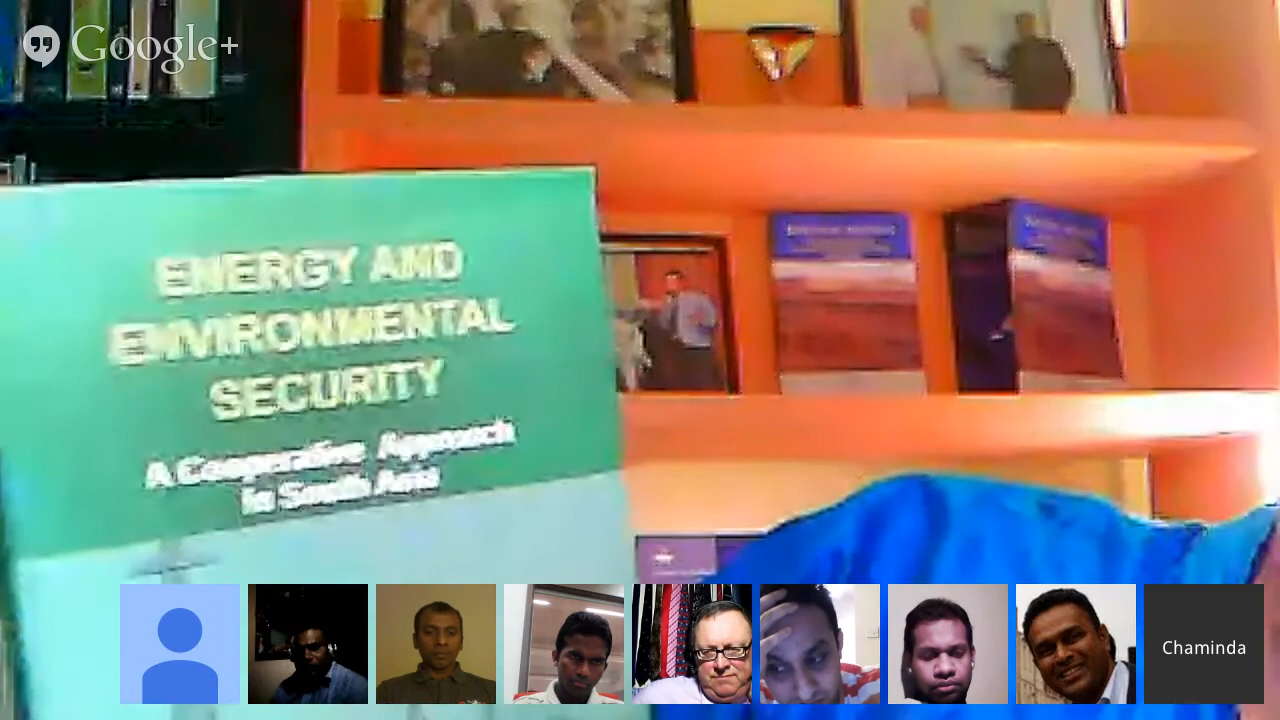 Google+
ENERGY AND
ENVIRONMENTAL
SECURITY
A Cooperative Approach
in South Asia
Chaminda